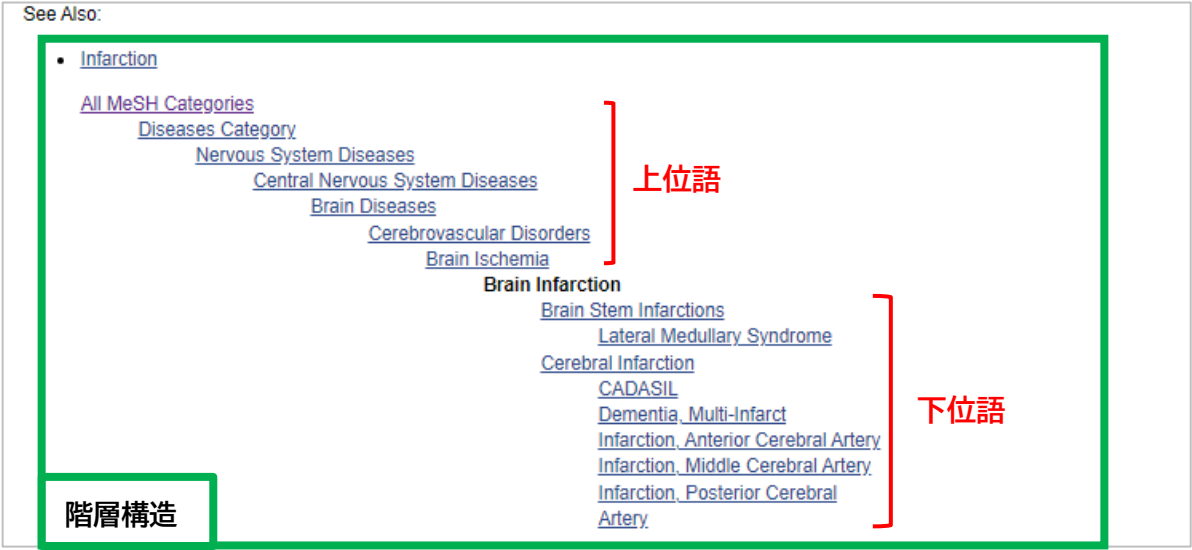 See Also:
• Infarction
All MeSH Categories
Diseases Category
Nervous System Diseases
Central Nervous System Diseases
Brain Diseases
Cerebrovascular Disorders
Brain Ischemia
上位語
Brain Infarction
Brain Stem Infarctions
Lateral Medullary Syndrome
Cerebral Infarction
CADASIL
Dementia, Multi-Infarct
Infarction, Anterior Cerebral Artery
Infarction, Middle Cerebral Artery
Infarction, Posterior Cerebral
Artery
下位語
階層構造